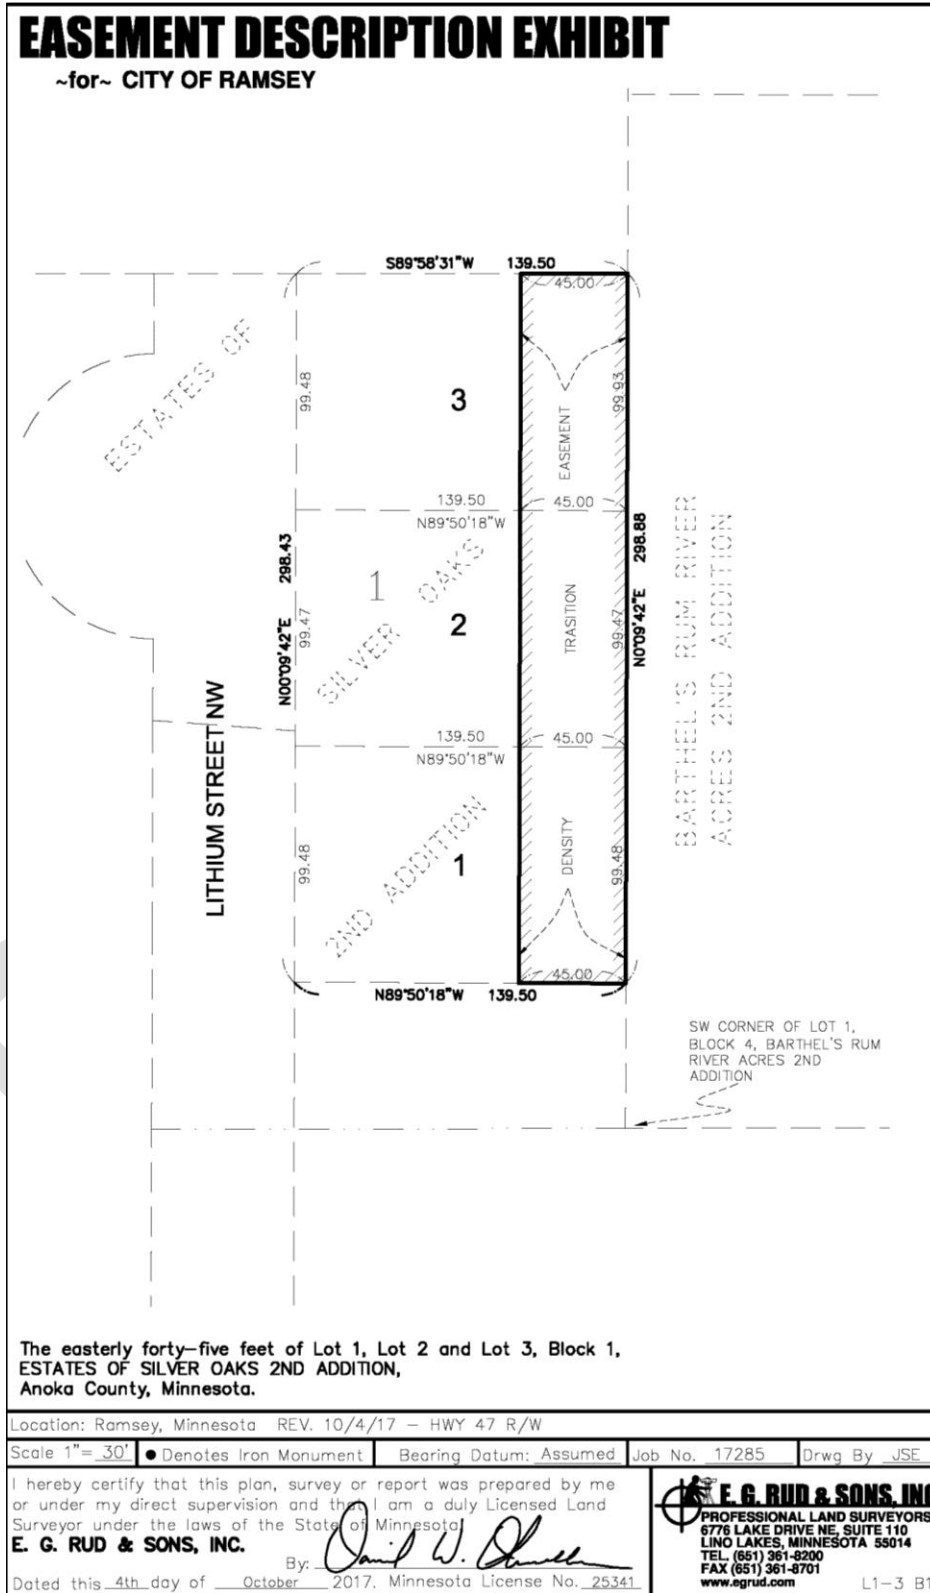 EASEMENT DESCRIPTION EXHIBIT
~for~ CITY OF RAMSEY
S89°58'31"W 139.50
45.00
ESTATES OF
99.48
3
EASEMENT
99.93
139.50
N89°50'18"W
45.00
N00°09'42"E 298.43
99.47
1
SILVER OAKS
2
TRASITION
99.47
N0°09'42"E 298.88
BARTHEL'S RUM RIVER
ACRES 2ND ADDITION
LITHIUM STREET NW
139.50
N89°50'18"W
45.00
99.48
2ND ADDITION
1
DENSITY
99.48
45.00
N89°50'18"W 139.50
SW CORNER OF LOT 1,
BLOCK 4, BARTHEL'S RUM
RIVER ACRES 2ND
ADDITION
The easterly forty-five feet of Lot 1, Lot 2 and Lot 3, Block 1,
ESTATES OF SILVER OAKS 2ND ADDITION,
Anoka County, Minnesota.
Location: Ramsey, Minnesota REV. 10/4/17 - HWY 47 R/W
Scale 1"= 30' ● Denotes Iron Monument Bearing Datum: Assumed Job No. 17285 Drwg By JSE
I hereby certify that this plan, survey or report was prepared by me
or under my direct supervision and that I am a duly Licensed Land
Surveyor under the laws of the State of Minnesota
E. G. RUD & SONS, INC.
By:
Dated this 4th day of October 2017. Minnesota License No. 25341
E. G. RUD & SONS, INC
PROFESSIONAL LAND SURVEYORS
6776 LAKE DRIVE NE, SUITE 110
LINO LAKES, MINNESOTA 55014
TEL. (651) 361-8200
FAX (651) 361-8701
www.egrud.com
L1-3 B1